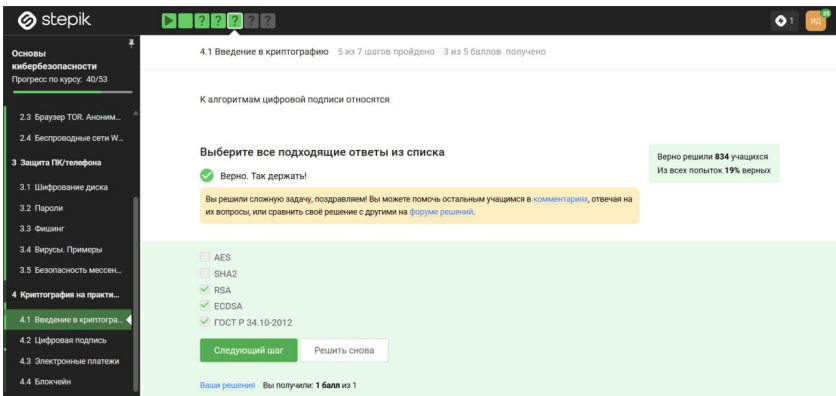 stepik
1
ИД
Основы
кибербезопасности
Прогресс по курсу: 40/53
2.3 Браузер TOR. Аноним...
2.4 Беспроводные сети W...
3 Защита ПК/телефона
3.1 Шифрование диска
3.2 Пароли
3.3 Фишинг
3.4 Вирусы. Примеры
3.5 Безопасность мессен...
4 Криптография на практи...
4.1 Введение в криптогра...
4.2 Цифровая подпись
4.3 Электронные платежи
4.4 Блокчейн
4.1 Введение в криптографию 5 из 7 шагов пройдено 3 из 5 баллов получено
К алгоритмам цифровой подписи относятся
Выберите все подходящие ответы из списка
Верно. Так держать!
Вы решили сложную задачу, поздравляем! Вы можете помочь остальным учащимся в комментариях, отвечая на
их вопросы, или сравнить своё решение с другими на форуме решений.
Верно решили 834 учащихся
Из всех попыток 19% верных
AES
SHA2
RSA
ECDSA
ГОСТ Р 34.10-2012
Следующий шаг Решить снова
Ваши решения Вы получили: 1 балл из 1